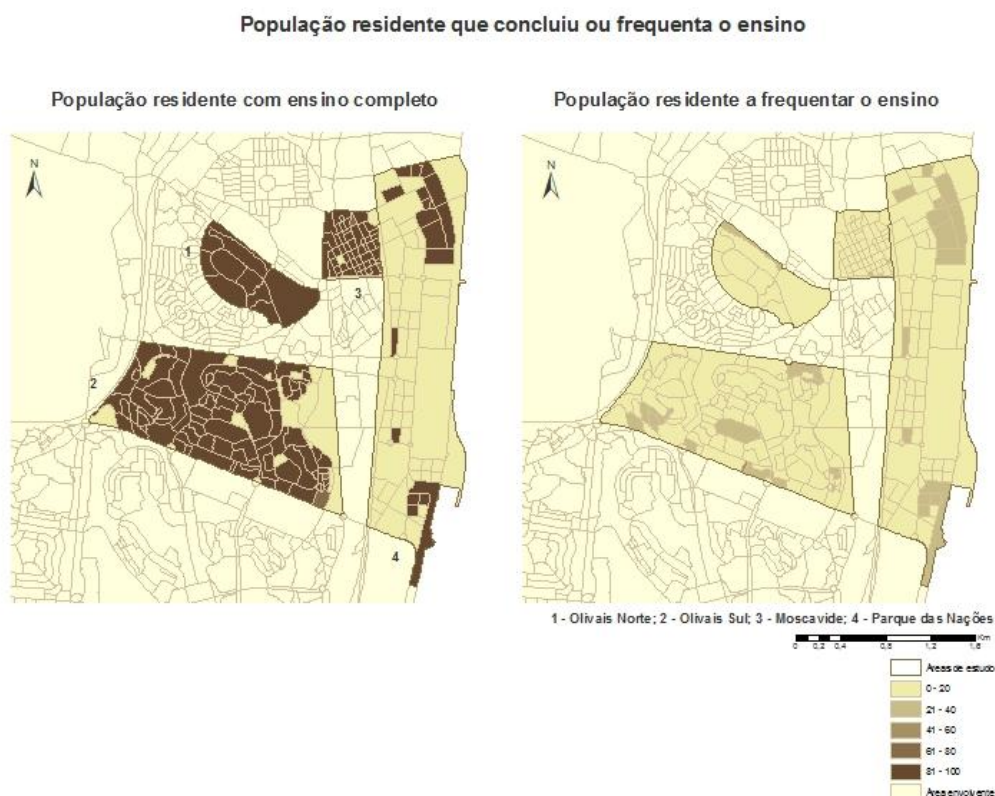 População residente que concluiu ou frequenta o ensino
População residente com ensino completo
População residente a frequentar o ensino
N
N
1
3
2
4
1 - Olivais Norte; 2 - Olivais Sul; 3 - Moscavide; 4 - Parque das Nações
Km
0 0,2 0,4 0,8 1,2 1,6
Áreas de estudo
0 - 20
21 - 40
41 - 60
61 - 80
81 - 100
Área envolvente